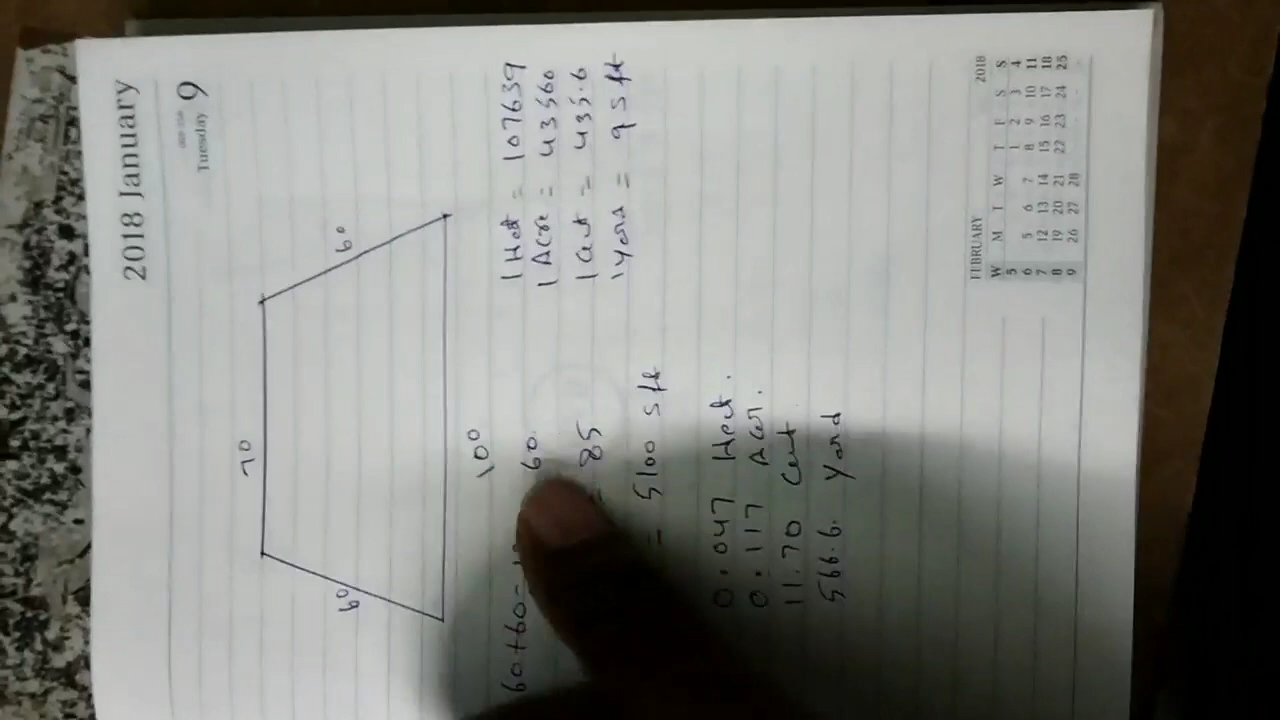 2018 January
Tuesday 9
70
60
60
100
60+60=
60
1 Hect = 107639
85
1 Acre = 43560
= 5100 sft
1 Cent = 435.6
1 yard = 9 sft
0.047 Hect.
0.117 Acr.
11.70 Cent
566.6. Yard
FEBRUARY 2018
W M T W T F S S
5 1 2 3 4
6 5 6 7 8 9 10 11
7 12 13 14 15 16 17 18
8 19 20 21 22 23 24 25
9 26 27 28